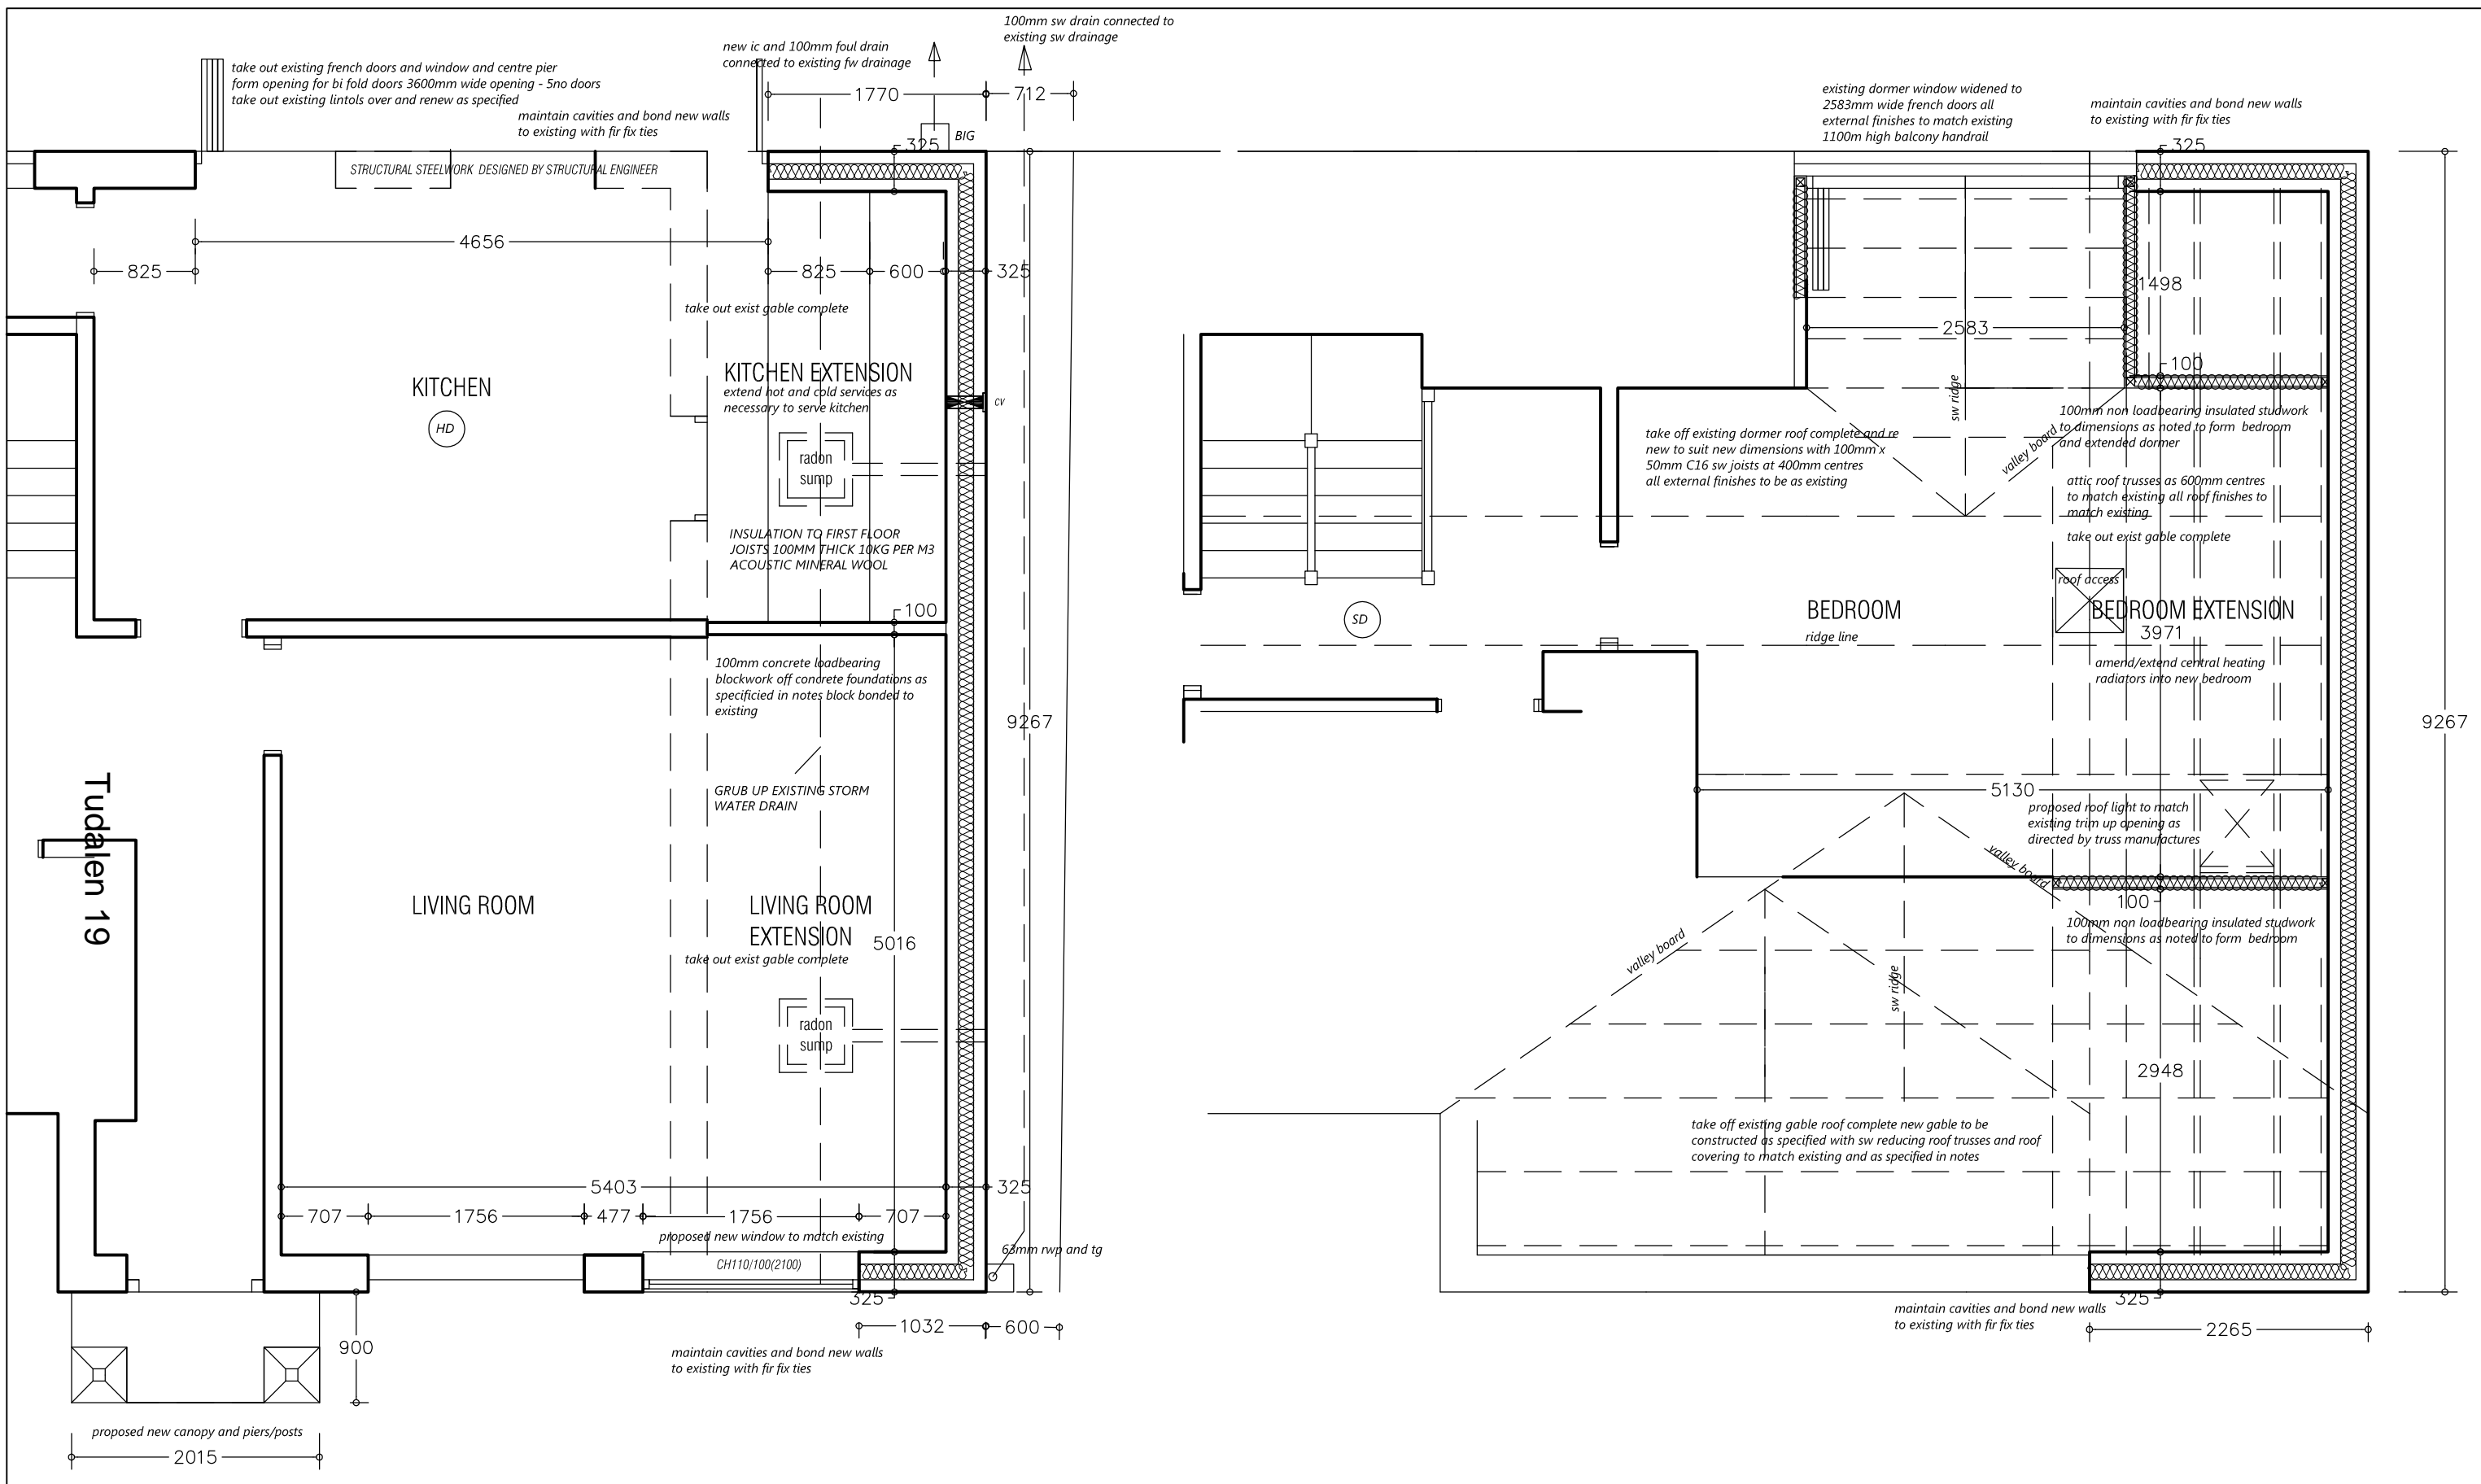 100mm sw drain connected to
existing sw drainage
new ic and 100mm foul drain
connected to existing fw drainage
take out existing french doors and window and centre pier
form opening for bi fold doors 3600mm wide opening - 5no doors
take out existing lintols over and renew as specified
maintain cavities and bond new walls
to existing with fir fix ties
1770
712
BIG
325
STRUCTURAL STEELWORK DESIGNED BY STRUCTURAL ENGINEER
4656
825
825
600
325
take out exist gable complete
KITCHEN
HD
KITCHEN EXTENSION
extend hot and cold services as
necessary to serve kitchen
CV
radon
sump
INSULATION TO FIRST FLOOR
JOISTS 100MM THICK 10KG PER M3
ACOUSTIC MINERAL WOOL
100
100mm concrete loadbearing
blockwork off concrete foundations as
specificied in notes block bonded to
existing
9267
GRUB UP EXISTING STORM
WATER DRAIN
Tudalen 19
LIVING ROOM
LIVING ROOM
EXTENSION
5016
take out exist gable complete
radon
sump
5403
325
707
1756
477
1756
707
proposed new window to match existing
63mm rwp and tg
CH110/100(2100)
325
1032
600
900
maintain cavities and bond new walls
to existing with fir fix ties
proposed new canopy and piers/posts
2015
existing dormer window widened to
2583mm wide french doors all
external finishes to match existing
1100m high balcony handrail
maintain cavities and bond new walls
to existing with fir fix ties
325
1498
2583
100
sw ridge
100mm non loadbearing insulated studwork
to dimensions as noted to form bedroom
and extended dormer
take off existing dormer roof complete and re
new to suit new dimensions with 100mm x
50mm C16 sw joists at 400mm centres
all external finishes to be as existing
valley board
attic roof trusses as 600mm centres
to match existing all roof finishes to
match existing
take out exist gable complete
roof access
SD
BEDROOM
BEDROOM EXTENSION
ridge line
3971
amend/extend central heating
radiators into new bedroom
9267
5130
proposed roof light to match
existing trim up opening as
directed by truss manufactures
valley board
100
100mm non loadbearing insulated studwork
to dimensions as noted to form bedroom
valley board
sw ridge
2948
take off existing gable roof complete new gable to be
constructed as specified with sw reducing roof trusses and roof
covering to match existing and as specified in notes
325
maintain cavities and bond new walls
to existing with fir fix ties
2265